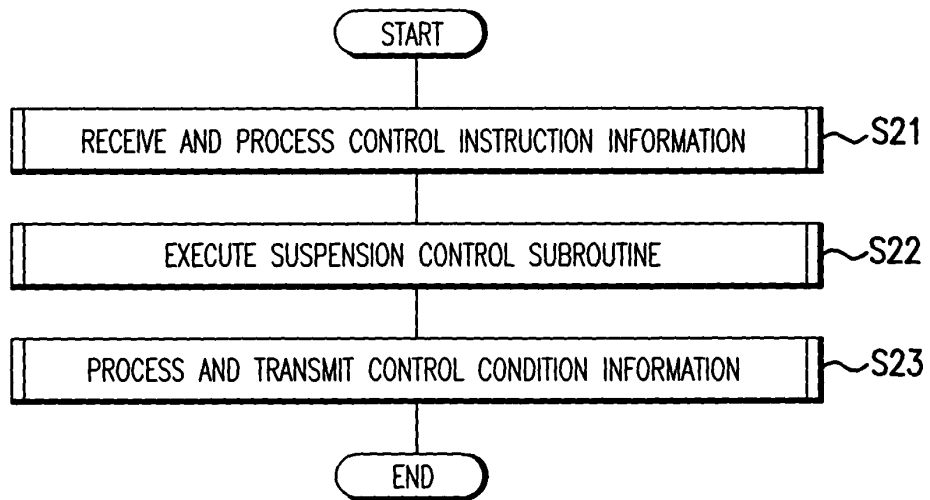 START
RECEIVE AND PROCESS CONTROL INSTRUCTION INFORMATION S21
EXECUTE SUSPENSION CONTROL SUBROUTINE S22
PROCESS AND TRANSMIT CONTROL CONDITION INFORMATION S23
END